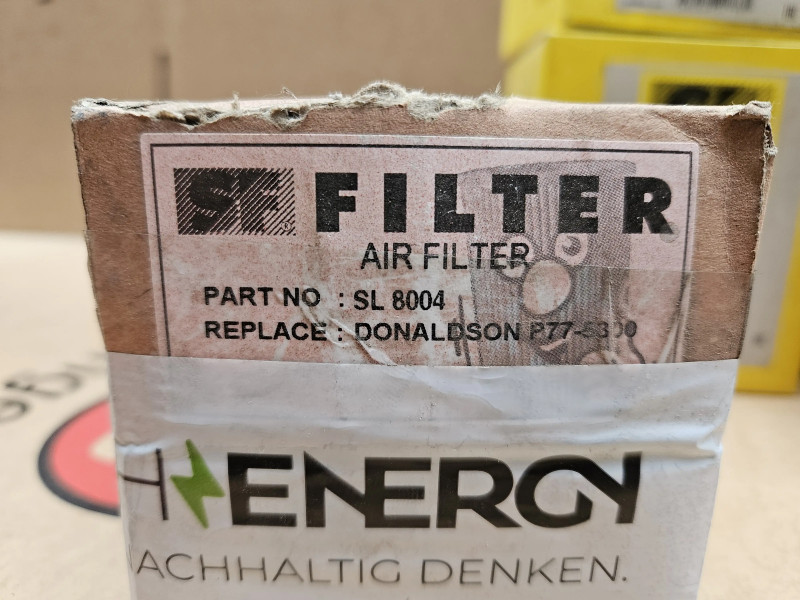 SF FILTER
AIR FILTER
PART NO : SL 8004
REPLACE : DONALDSON
ENERGY
ACHHALTIG DENKEN.